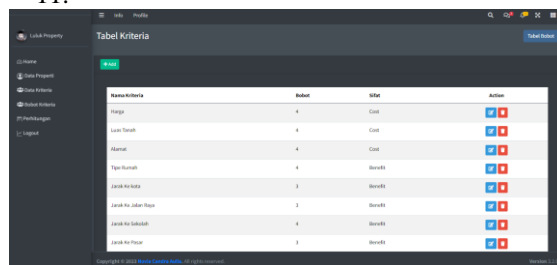 Info Profile
Luluk Property
Tabel Kriteria
Tabel Bobot
Home
+Add
Data Properti
Data Kriteria
Bobot Kriteria
Perhitungan
Logout
Nama Kriteria Bobot Sifat Action
Harga 4 Cost
Luas Tanah 4 Cost
Alamat 4 Cost
Tipe Rumah 4 Benefit
Jarak Ke Kota 3 Benefit
Jarak Ke Jalan Raya 3 Benefit
Jarak Ke Sekolah 4 Benefit
Jarak Ke Pasar 3 Benefit
Copyright © 2022 All rights reserved.
Version